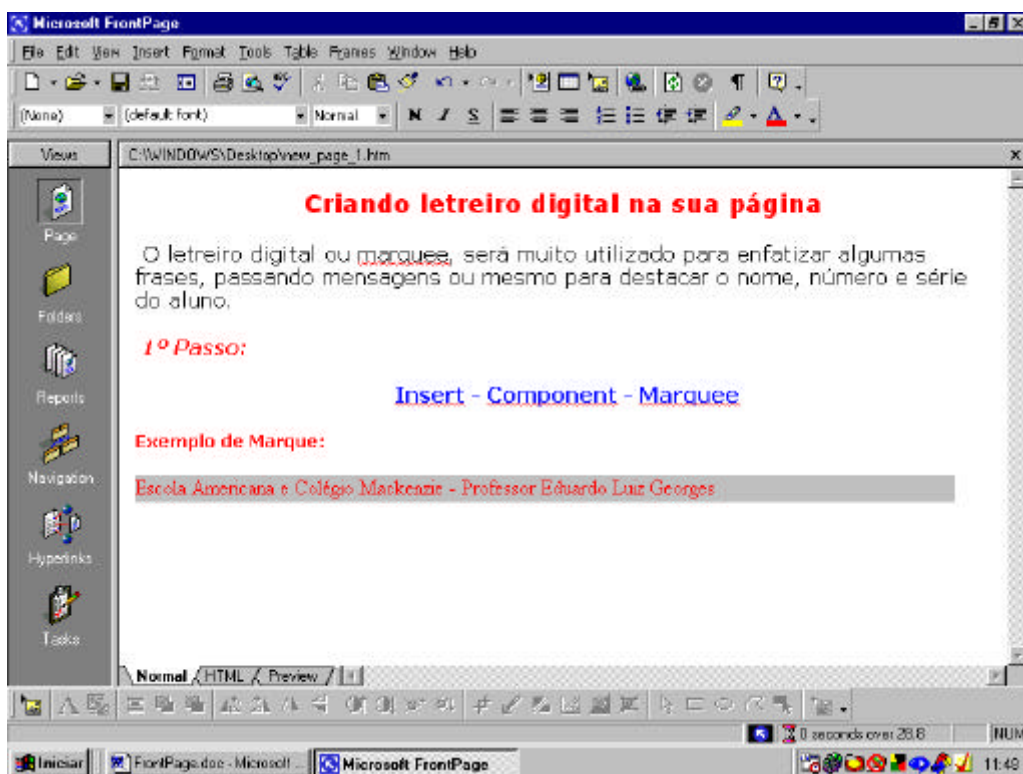 Microsoft FrontPage
File Edit View Insert Format Tools Table Frames Window Help
(None) (default font) Normal N I S A
Views C:\WINDOWS\Desktop\new_page_1.htm
Criando letreiro digital na sua página
Page
O letreiro digital ou marquee, será muito utilizado para enfatizar algumas
frases, passando mensagens ou mesmo para destacar o nome, número e série
do aluno.
Folders
1º Passo:
Insert - Component - Marquee
Reports
Exemplo de Marque:
Navigation
Escola Americana e Colégio Mackenzie - Professor Eduardo Luiz Georges
Hyperlinks
Tasks
Normal HTML Preview
0 seconds over 28.8 NUM
Iniciar FrontPage.doc - Microsoft ... Microsoft FrontPage 11:49